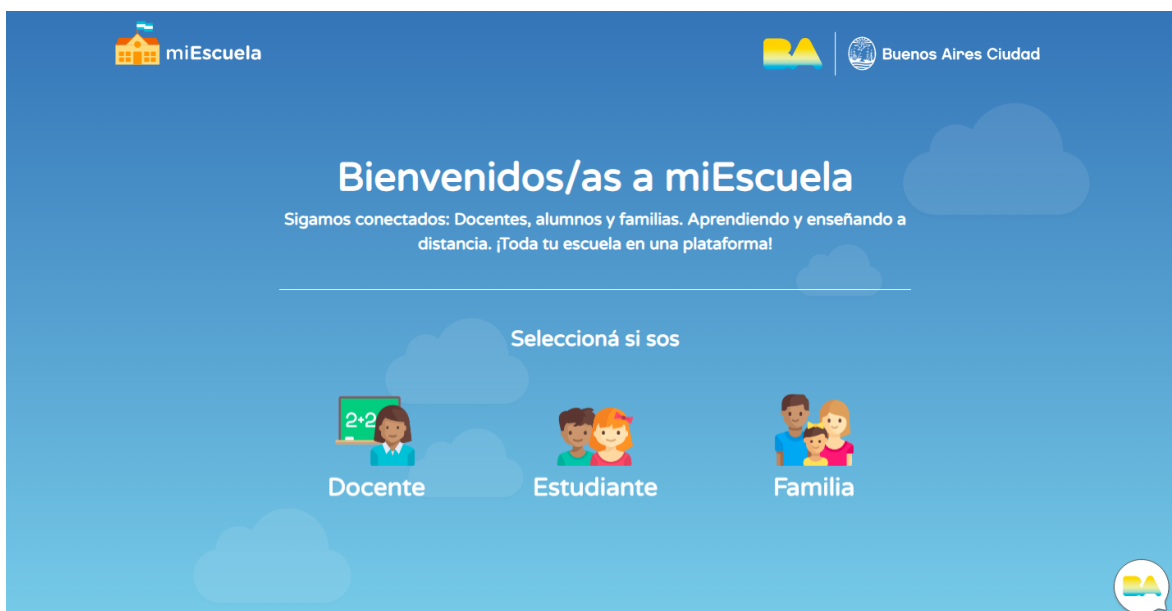 miEscuela
BA
Buenos Aires Ciudad
Bienvenidos/as a miEscuela
Sigamos conectados: Docentes, alumnos y familias. Aprendiendo y enseñando a
distancia. ¡Toda tu escuela en una plataforma!
Seleccioná si sos
2+2
Docente
Estudiante
Familia
BA